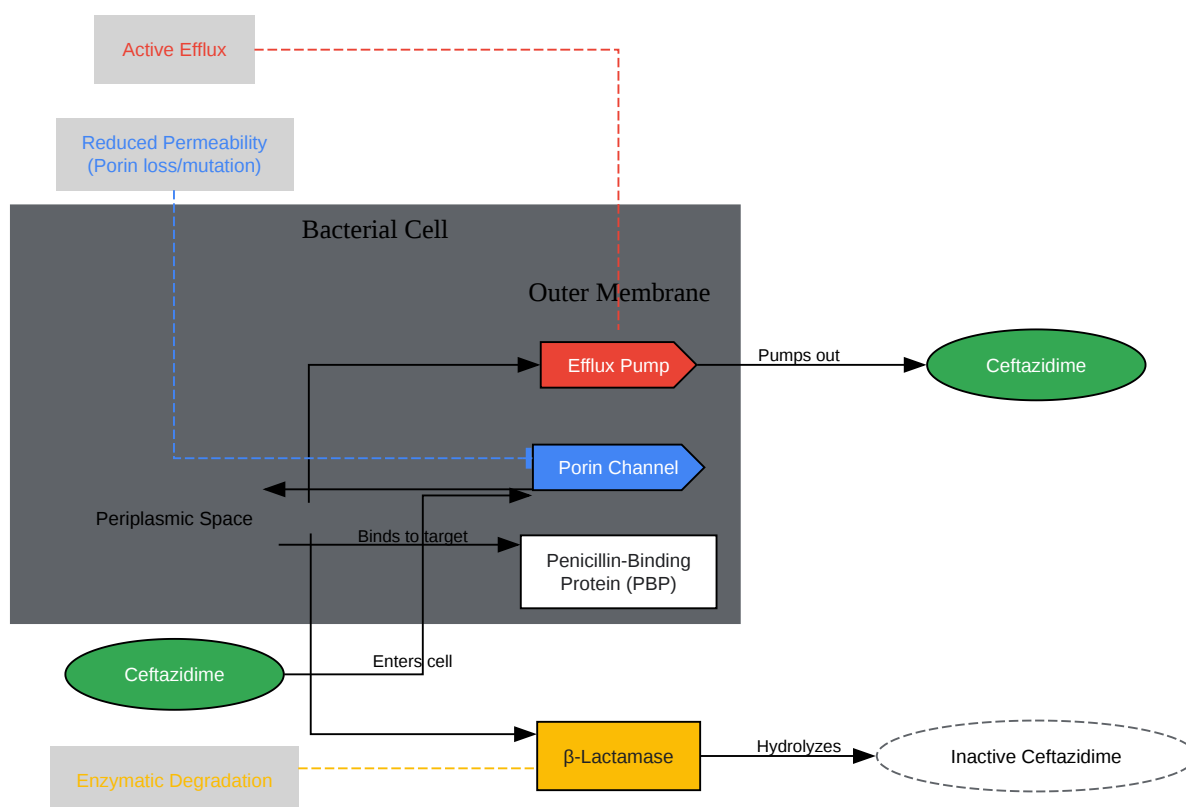 Active Efflux
Reduced Permeability
(Porin loss/mutation)
Bacterial Cell
Outer Membrane
Efflux Pump
Pumps out
Ceftazidime
Porin Channel
Periplasmic Space
Binds to target
Penicillin-Binding
Protein (PBP)
Ceftazidime
Enters cell
β-Lactamase
Hydrolyzes
Inactive Ceftazidime
Enzymatic Degradation